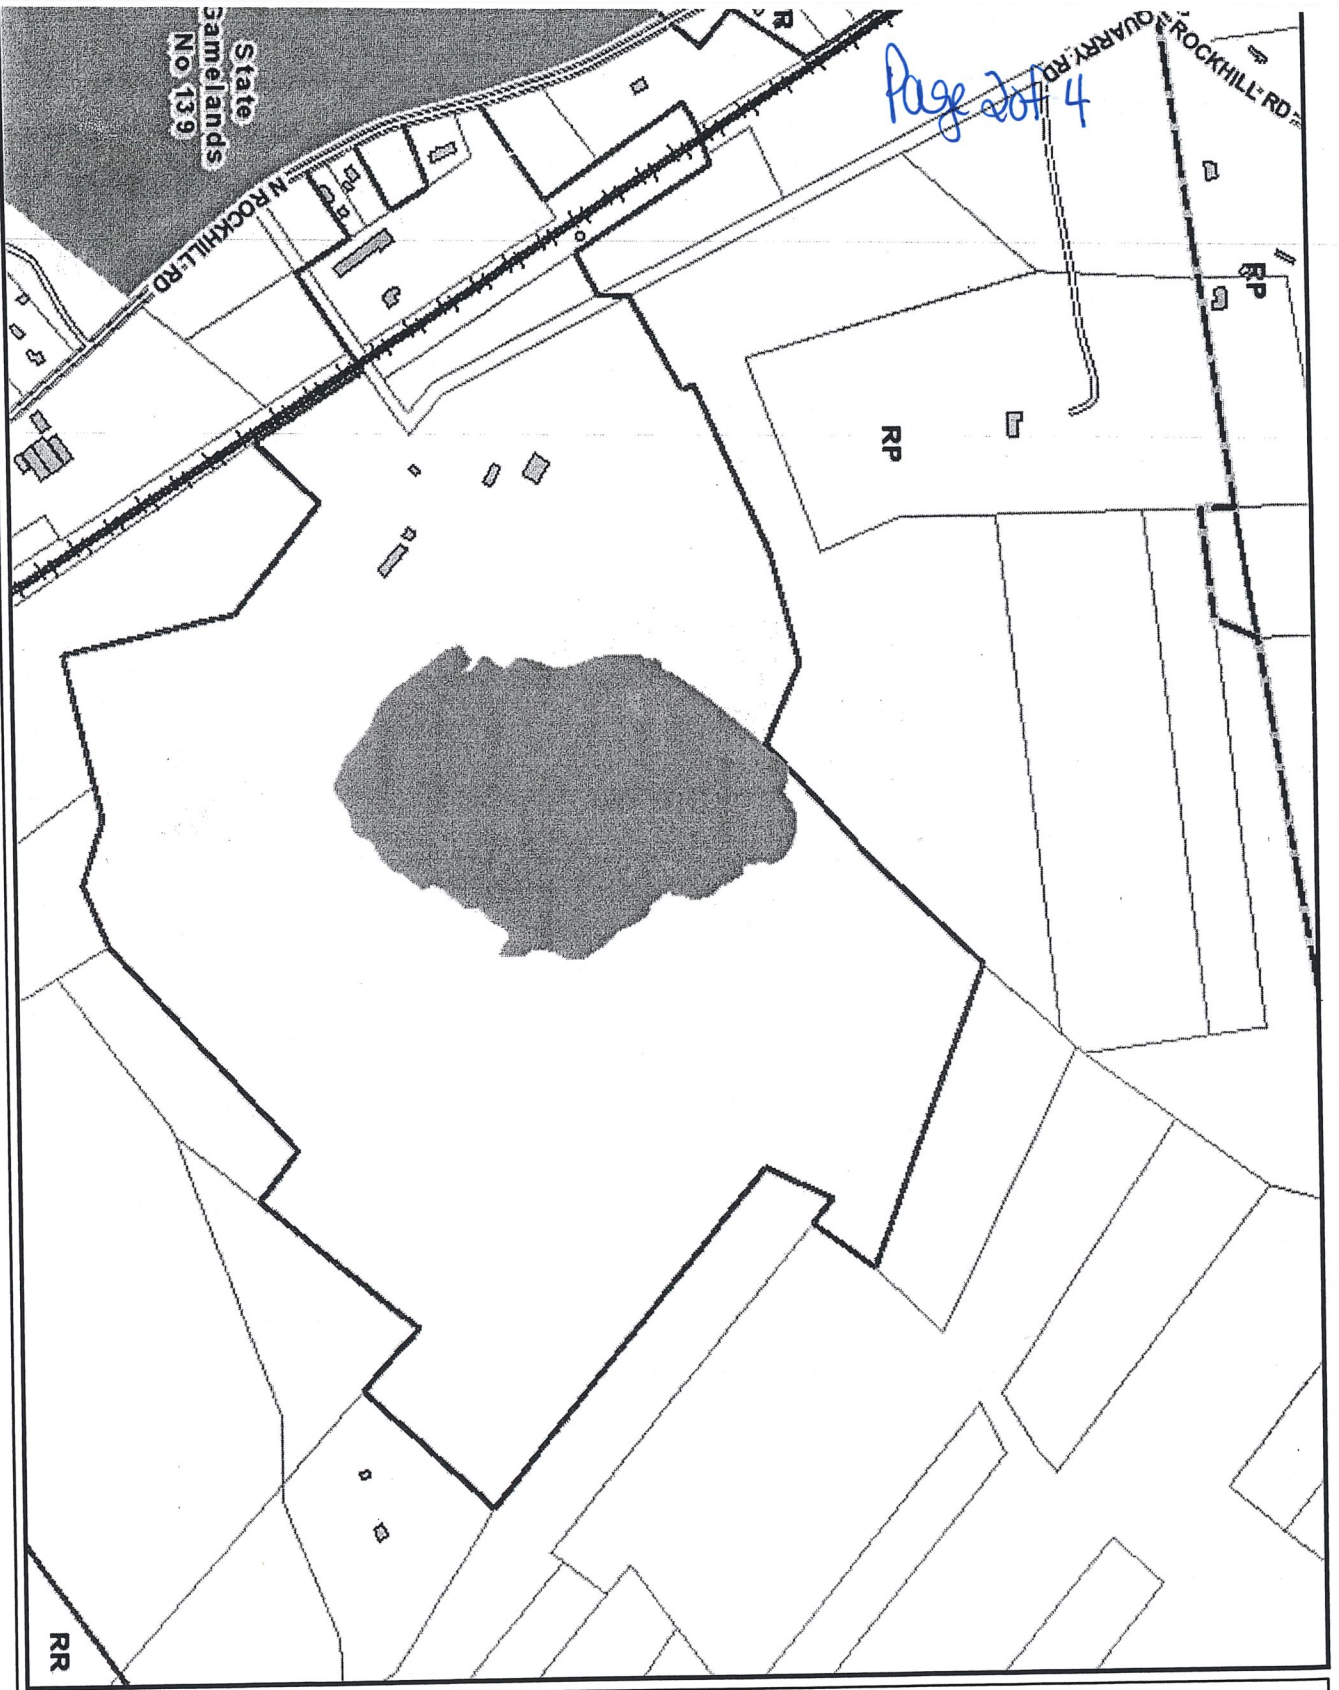 Page 2 of 4
QUARRY RD
ROCKHILL RD
State
Gamelands
No 139
N ROCKHILL RD
RP
RP
RR